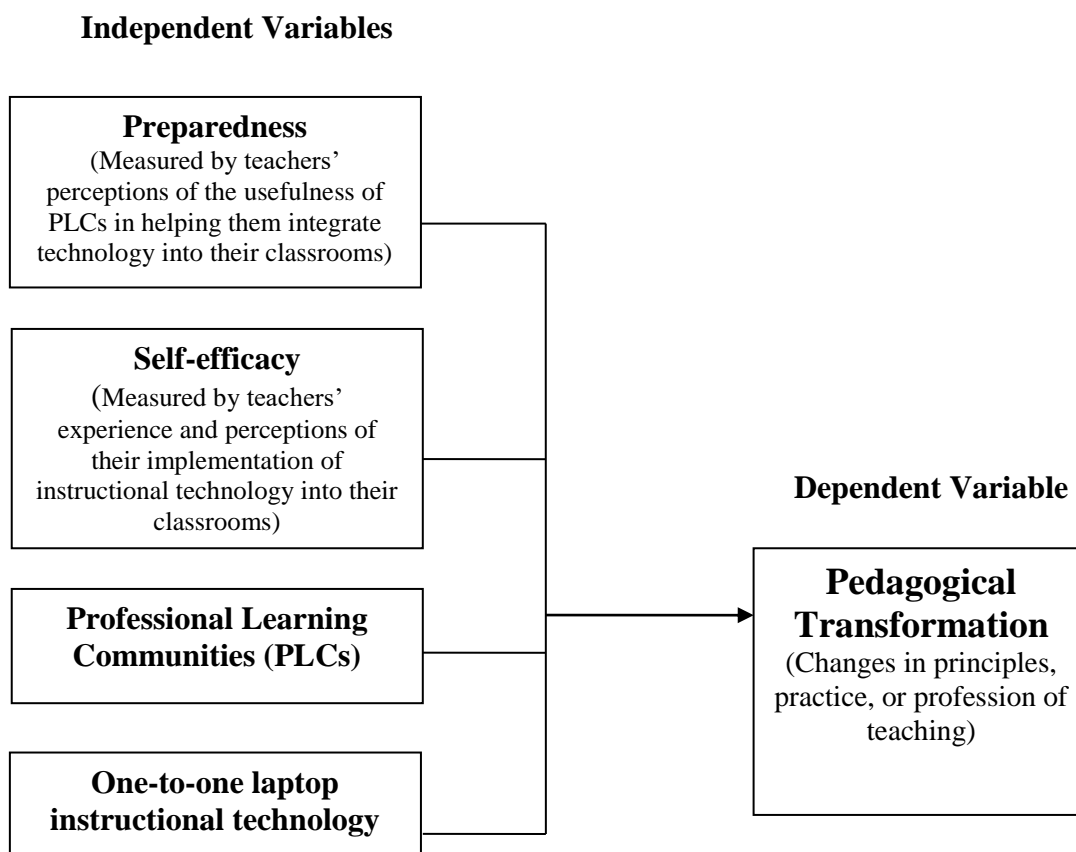 Independent Variables
Preparedness
(Measured by teachers’
perceptions of the usefulness of
PLCs in helping them integrate
technology into their classrooms)
Self-efficacy
(Measured by teachers’
experience and perceptions of
their implementation of
instructional technology into their
classrooms)
Professional Learning
Communities (PLCs)
One-to-one laptop
instructional technology
Dependent Variable
Pedagogical
Transformation
(Changes in principles,
practice, or profession of
teaching)